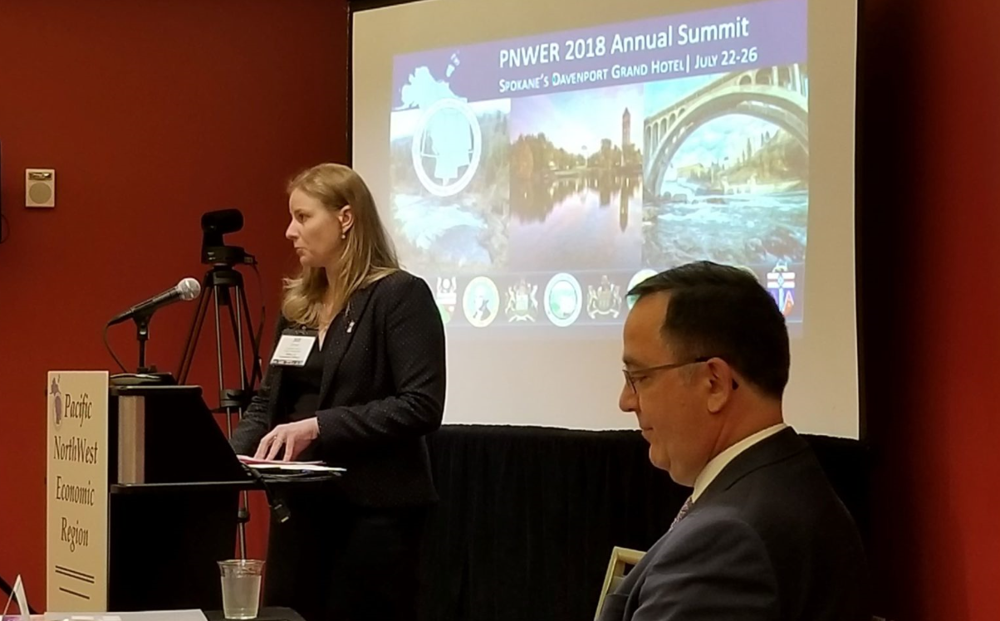 PNWER 2018 Annual Summit
Spokane's Davenport Grand Hotel | July 22-26
Pacific
NorthWest
Economic
Region